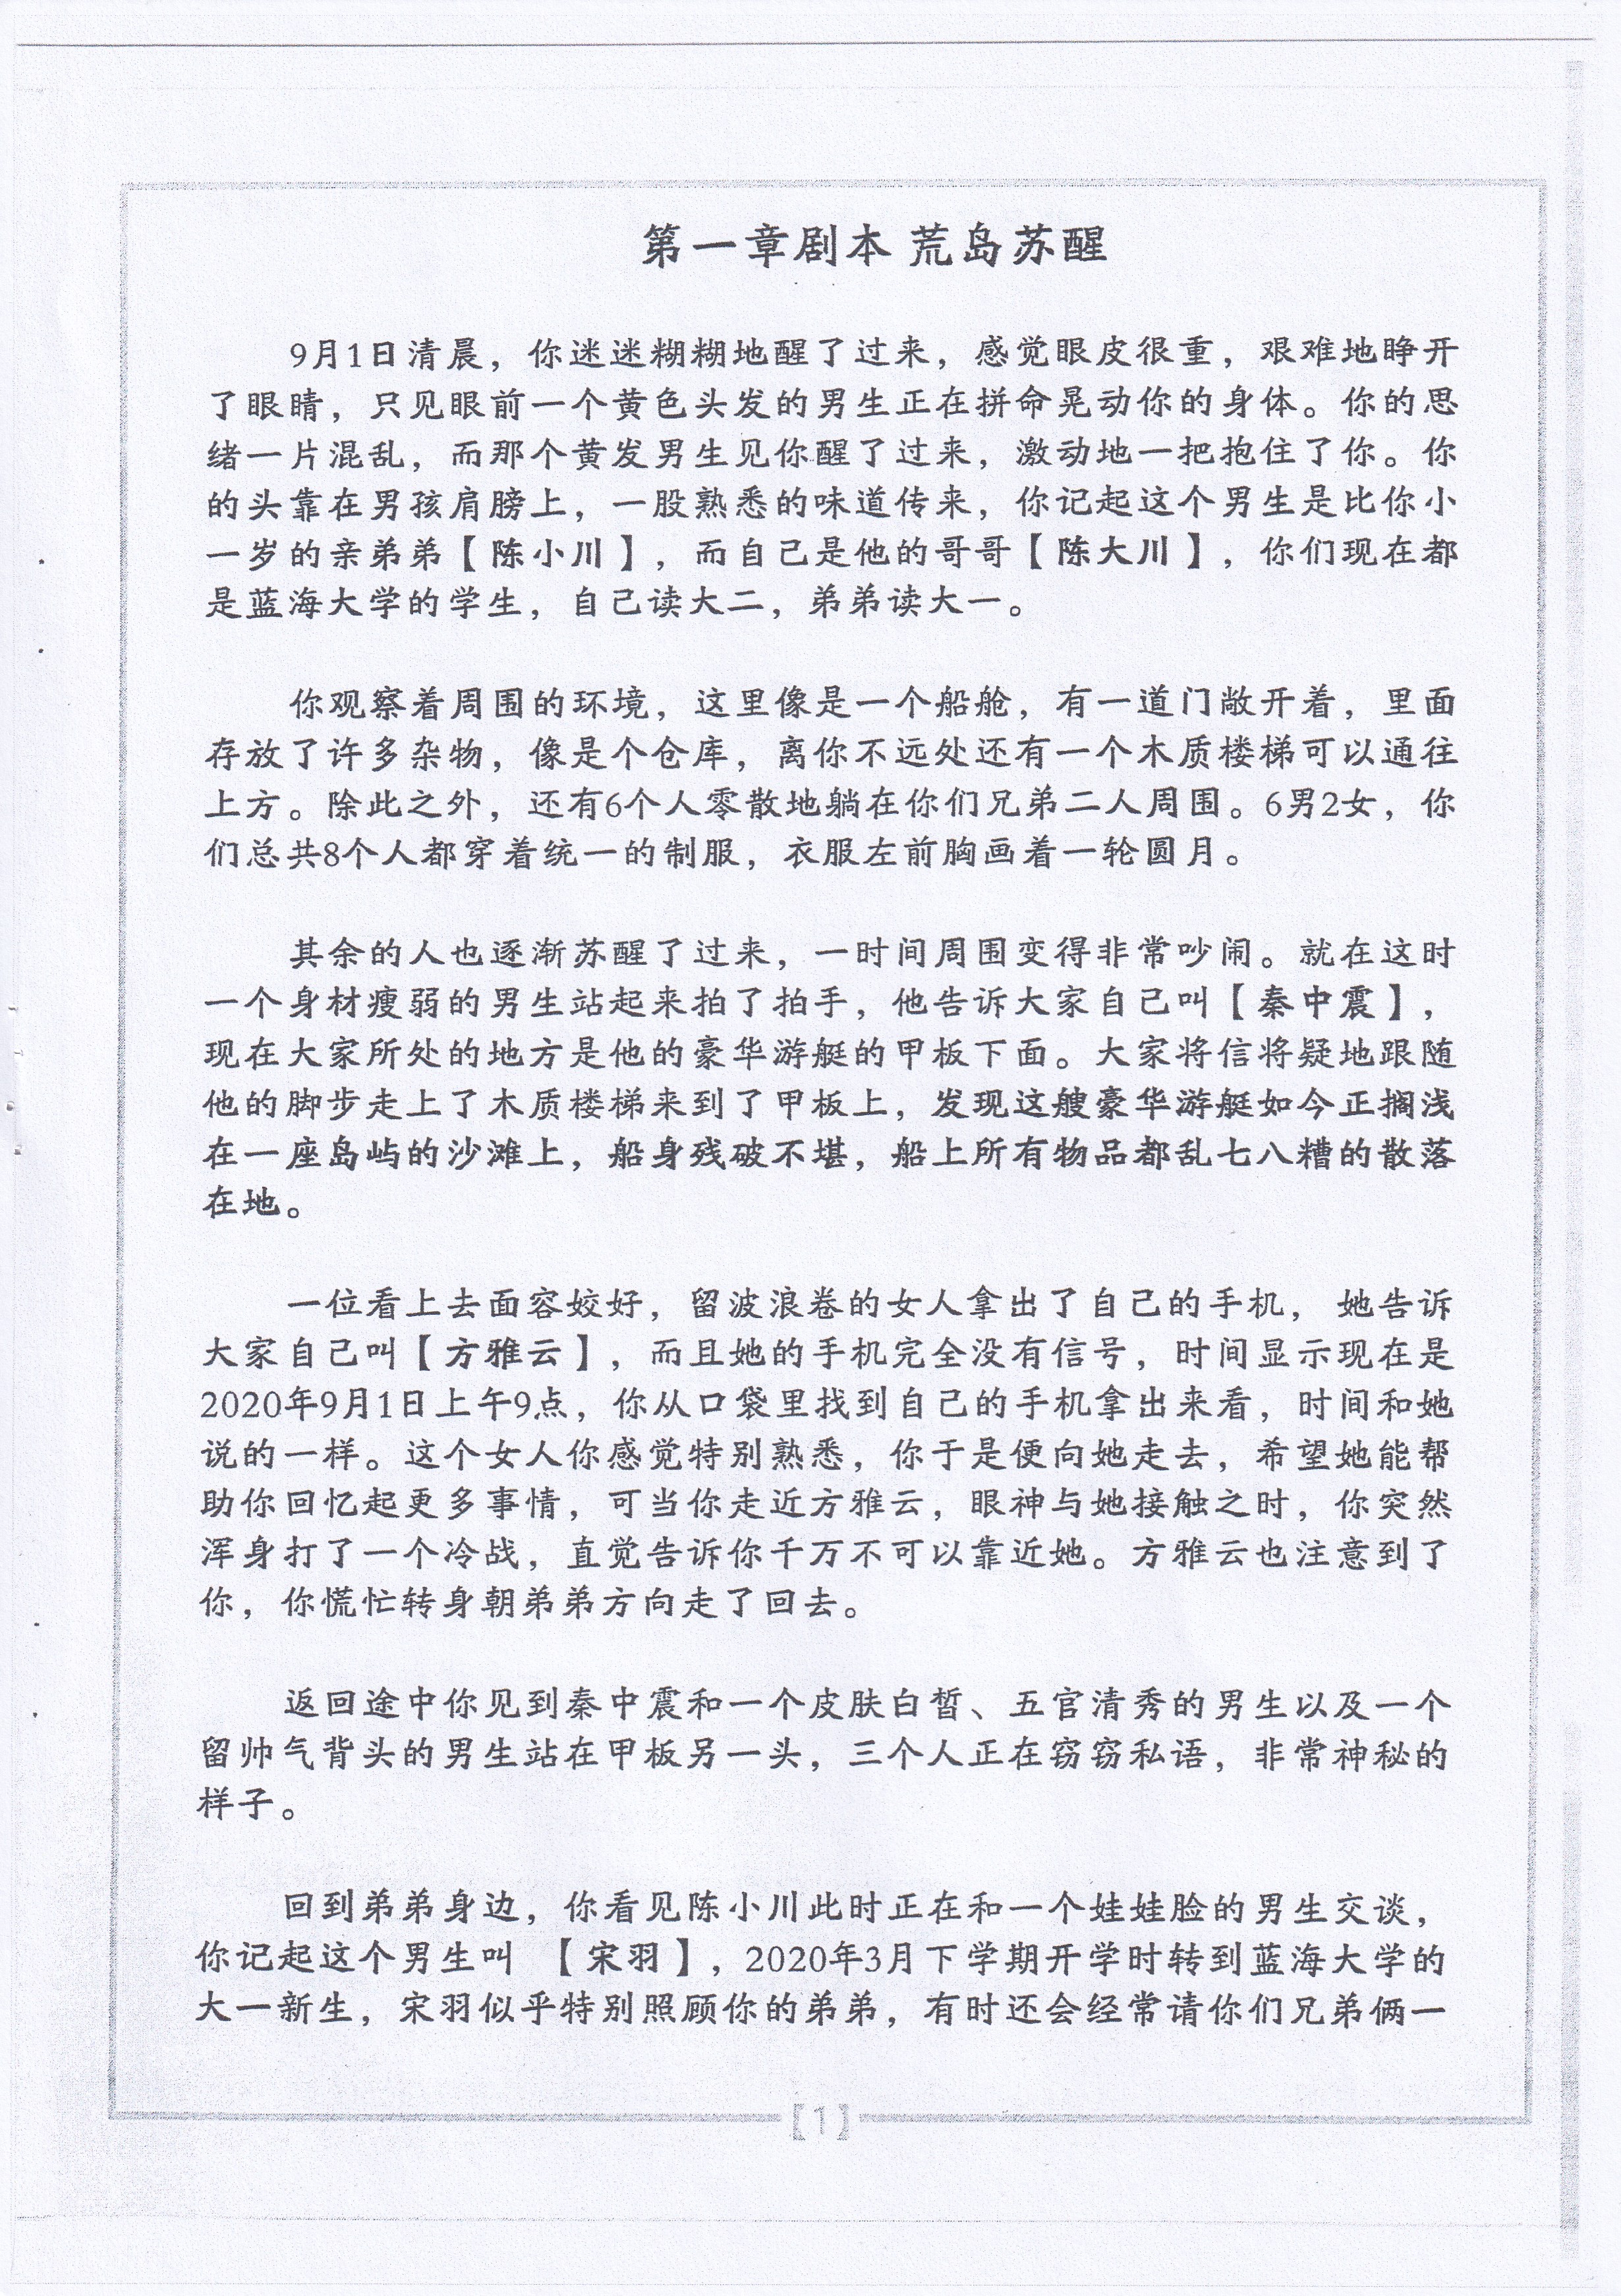 第一章剧本 荒岛苏醒
9月1日清晨，你迷迷糊糊地醒了过来，感觉眼皮很重，艰难地睁开
了眼睛，只见眼前一个黄色头发的男生正在拼命晃动你的身体。你的思
绪一片混乱，而那个黄发男生见你醒了过来，激动地一把抱住了你。你
的头靠在男孩肩膀上，一股熟悉的味道传来，你记起这个男生是比你小
一岁的亲弟弟【陈小川】，而自己是他的哥哥【陈大川】，你们现在都
是蓝海大学的学生，自己读大二，弟弟读大一。
你观察着周围的环境，这里像是一个船舱，有一道门敞开着，里面
存放了许多杂物，像是个仓库，离你不远处还有一个木质楼梯可以通往
上方。除此之外，还有6个人零散地躺在你们兄弟二人周围。6男2女，你
们总共8个人都穿着统一的制服，衣服左前胸画着一轮圆月。
其余的人也逐渐苏醒了过来，一时间周围变得非常吵闹。就在这时
一个身材瘦弱的男生站起来拍了拍手，他告诉大家自己叫【秦中震】，
现在大家所处的地方是他的豪华游艇的甲板下面。大家将信将疑地跟随
他的脚步走上了木质楼梯来到了甲板上，发现这艘豪华游艇如今正搁浅
在一座岛屿的沙滩上，船身残破不堪，船上所有物品都乱七八糟的散落
在地。
一位看上去面容姣好，留波浪卷的女人拿出了自己的手机，她告诉
大家自己叫【方雅云】，而且她的手机完全没有信号，时间显示现在是
2020年9月1日上午9点，你从口袋里找到自己的手机拿出来看，时间和她
说的一样。这个女人你感觉特别熟悉，你于是便向她走去，希望她能帮
助你回忆起更多事情，可当你走近方雅云，眼神与她接触之时，你突然
浑身打了一个冷战，直觉告诉你千万不可以靠近她。方雅云也注意到了
你，你慌忙转身朝弟弟方向走了回去。
返回途中你见到秦中震和一个皮肤白皙、五官清秀的男生以及一个
留帅气背头的男生站在甲板另一头，三个人正在窃窃私语，非常神秘的
样子。
回到弟弟身边，你看见陈小川此时正在和一个娃娃脸的男生交谈，
你记起这个男生叫 【宋羽】，2020年3月下学期开学时转到蓝海大学的
大一新生，宋羽似乎特别照顾你的弟弟，有时还会经常请你们兄弟俩一
【1】